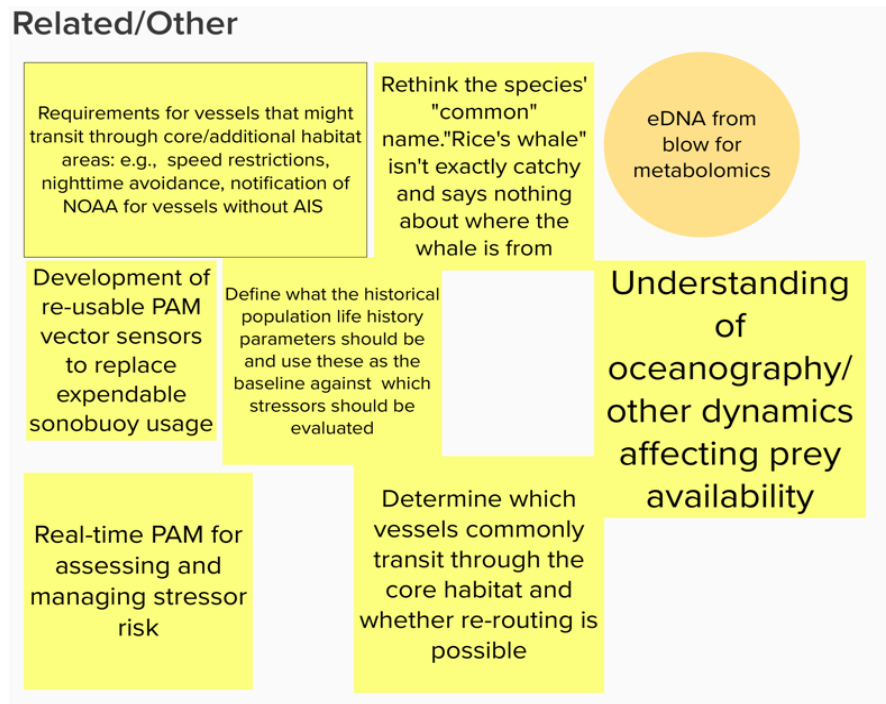 Related/Other
Requirements for vessels that might
transit through core/additional habitat
areas: e.g.,  speed restrictions,
nighttime avoidance, notification of
NOAA for vessels without AIS
Rethink the species'
"common"
name."Rice's whale"
isn't exactly catchy
and says nothing
about where the
whale is from
eDNA from
blow for
metabolomics
Development of
re-usable PAM
vector sensors
to replace
expendable
sonobuoy usage
Define what the historical
population life history
parameters should be
and use these as the
baseline against  which
stressors should be
evaluated
Understanding
of
oceanography/
other dynamics
affecting prey
availability
Real-time PAM for
assessing and
managing stressor
risk
Determine which
vessels commonly
transit through the
core habitat and
whether re-routing is
possible